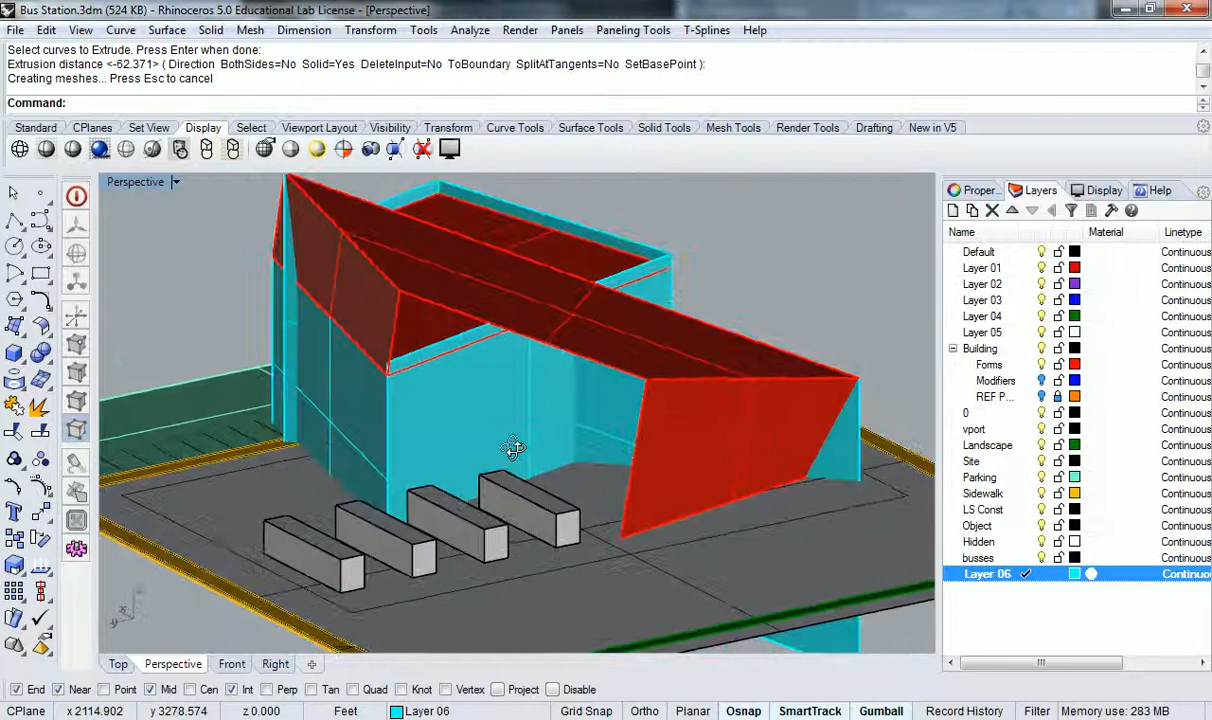 Bus Station.3dm (524 KB) - Rhinoceros 5.0 Educational Lab License - [Perspective]
File Edit View Curve Surface Solid Mesh Dimension Transform Tools Analyze Render Panels Paneling Tools T-Splines Help
Select curves to Extrude. Press Enter when done:
Extrusion distance <-62.371> ( Direction BothSides=No Solid=Yes DeleteInput=No ToBoundary SplitAtTangents=No SetBasePoint ):
Creating meshes... Press Esc to cancel
Command:
Standard CPlanes Set View Display Select Viewport Layout Visibility Transform Curve Tools Surface Tools Solid Tools Mesh Tools Render Tools Drafting New in V5
Perspective
Proper... Layers Display Help
Name Material Linetype
Default Continuous
Layer 01 Continuous
Layer 02 Continuous
Layer 03 Continuous
Layer 04 Continuous
Layer 05 Continuous
Building Continuous
Forms Continuous
Modifiers Continuous
REF P... Continuous
0 Continuous
vport Continuous
Landscape Continuous
Site Continuous
Parking Continuous
Sidewalk Continuous
LS Const Continuous
Object Continuous
Hidden Continuous
busses Continuous
Layer 06 Continuo
z x y
Top Perspective Front Right
End Near Point Mid Cen Int Perp Tan Quad Knot Vertex Project Disable
CPlane x 2114.902 y 3278.574 z 0.000 Feet Layer 06 Grid Snap Ortho Planar Osnap SmartTrack Gumball Record History Filter Memory use: 283 MB